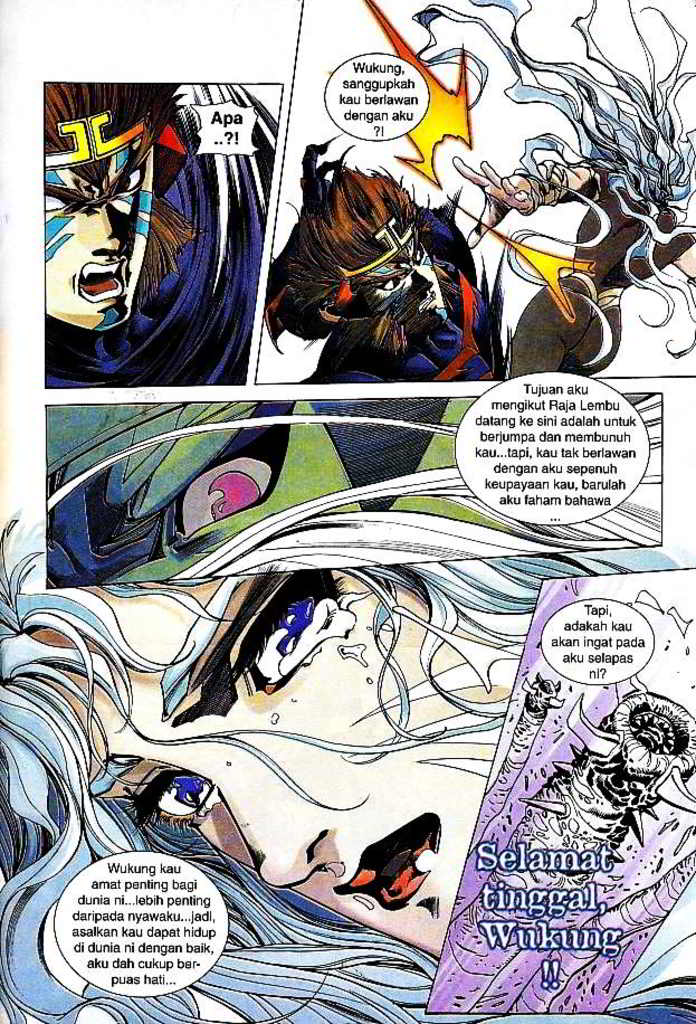 Apa
..?!
Wukung,
sanggupkah
kau berlawan
dengan aku
?!
Tujuan aku
mengikut Raja Lembu
datang ke sini adalah untuk
berjumpa dan membunuh
kau...tapi, kau tak berlawan
dengan aku sepenuh
keupayaan kau, barulah
aku faham bahawa
...
Wukung kau
amat penting bagi
dunia ni...lebih penting
daripada nyawaku...jadi,
asalkan kau dapat hidup
di dunia ni dengan baik,
aku dah cukup ber-
puas hati...
Tapi,
adakah kau
akan ingat pada
aku selapas
ni?
Selamat
tinggal,
Wukung
!!